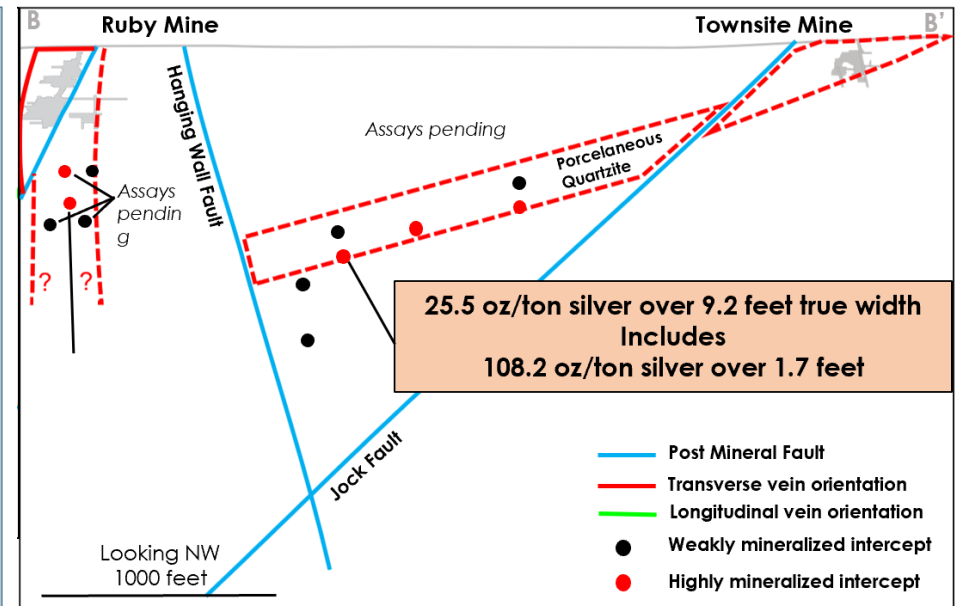 B
Ruby Mine
Townsite Mine
B'
Hanging Wall Fault
Assays pending
Porcelaneous
Quartzite
Assays
pendin
g
?
?
25.5 oz/ton silver over 9.2 feet true width
Includes
108.2 oz/ton silver over 1.7 feet
Jock Fault
Post Mineral Fault
Transverse vein orientation
Longitudinal vein orientation
Weakly mineralized intercept
Highly mineralized intercept
Looking NW
1000 feet